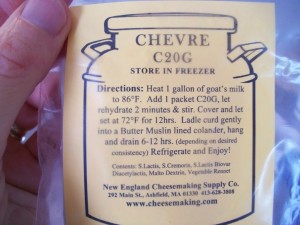 CHEVRE
C20G
STORE IN FREEZER
Directions: Heat 1 gallon of goat's milk
to 86°F. Add 1 packet C20G, let
rehydrate 2 minutes & stir. Cover and let
set at 72°F for 12hrs. Ladle curd gently
into a Butter Muslin lined colander, hang
and drain 6-12 hrs. (depending on desired
consistency) Refrigerate and Enjoy!
Contents: S.Lactis, S.Cremoris, S.Lactis Biovar
Diacetylactis, Malto Dextrin, Vegetable Rennet
New England Cheesemaking Supply Co.
292 Main St., Ashfield, MA 01330 413-628-3808
www.cheesemaking.com